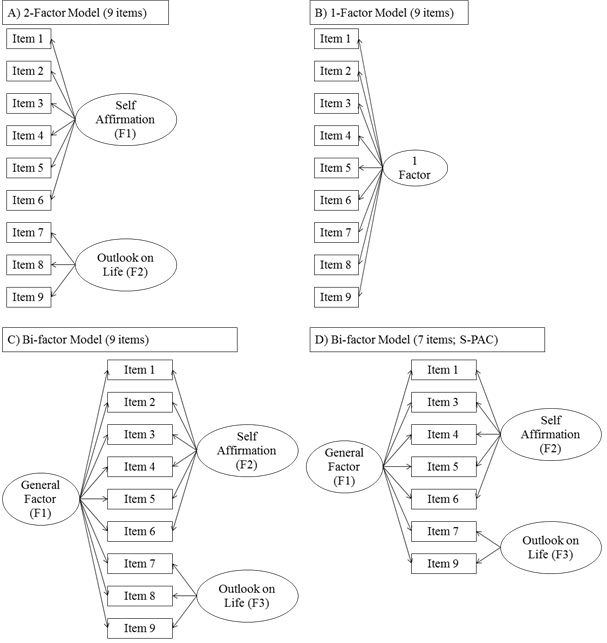 A) 2-Factor Model (9 items)
Item 1
Item 2
Item 3
Item 4
Item 5
Item 6
Item 7
Item 8
Item 9
Self
Affirmation
(F1)
Outlook on
Life (F2)
B) 1-Factor Model (9 items)
Item 1
Item 2
Item 3
Item 4
Item 5
Item 6
Item 7
Item 8
Item 9
1
Factor
C) Bi-factor Model (9 items)
General
Factor
(F1)
Item 1
Item 2
Item 3
Item 4
Item 5
Item 6
Item 7
Item 8
Item 9
Self
Affirmation
(F2)
Outlook on
Life (F3)
D) Bi-factor Model (7 items; S-PAC)
General
Factor
(F1)
Item 1
Item 3
Item 4
Item 5
Item 6
Item 7
Item 9
Self
Affirmation
(F2)
Outlook on
Life (F3)